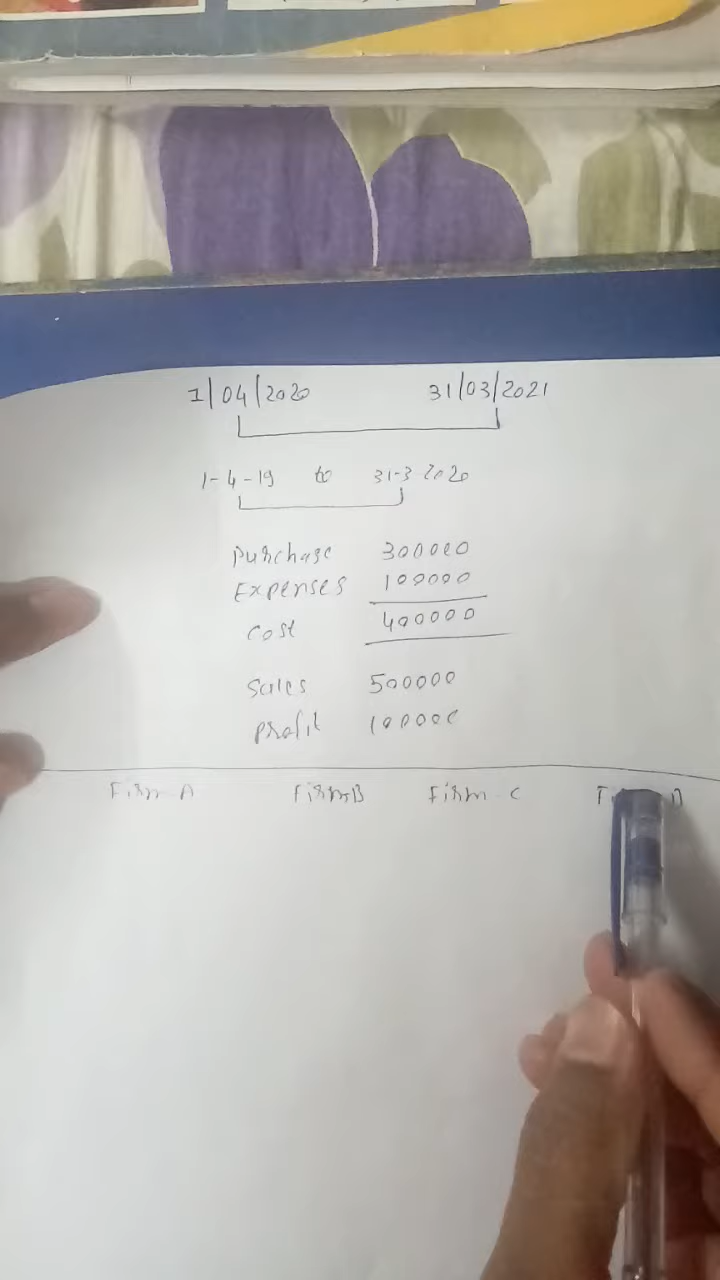 1/04/2020 31/03/2021
1-4-19 to 31-3-2020
Purchase 300000
Expenses 100000
Cost 400000
Sales 500000
Profit 100000
Firm A Firm B Firm C D